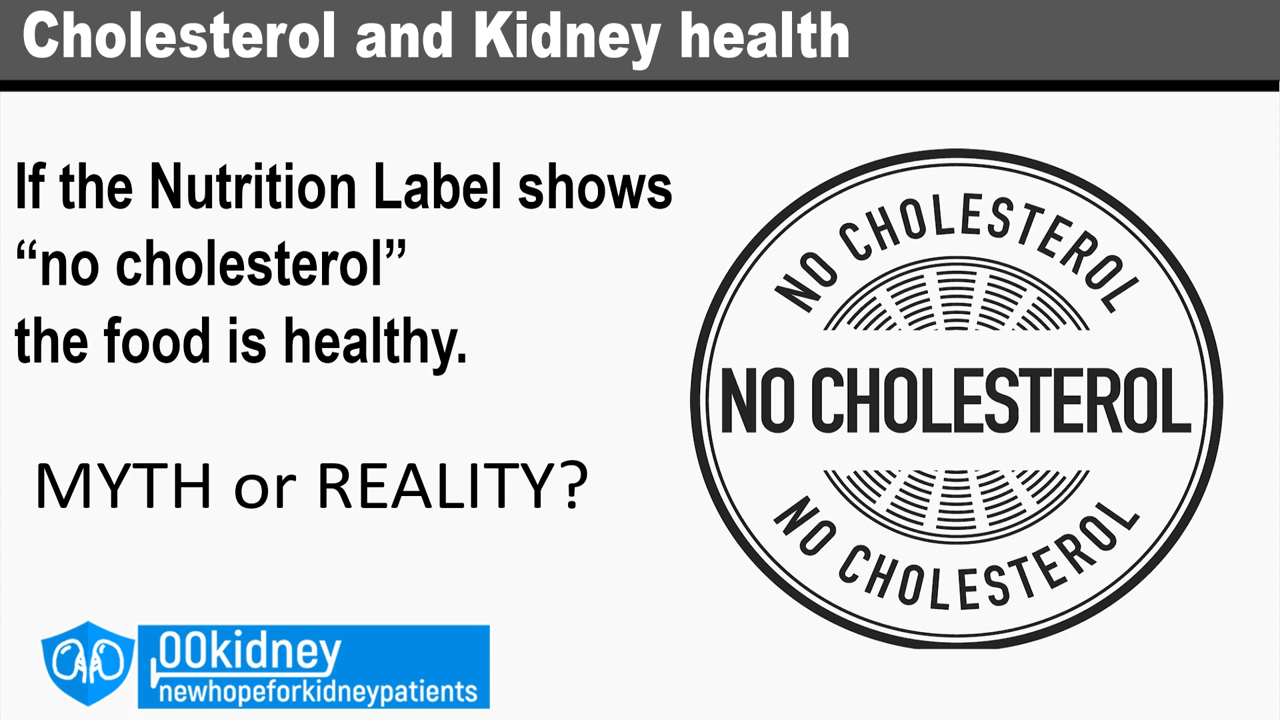 Cholesterol and Kidney health
If the Nutrition Label shows
“no cholesterol”
the food is healthy.
MYTH or REALITY?
NO CHOLESTEROL
NO CHOLESTEROL
NO CHOLESTEROL
00kidney
newhopeforkidneypatients